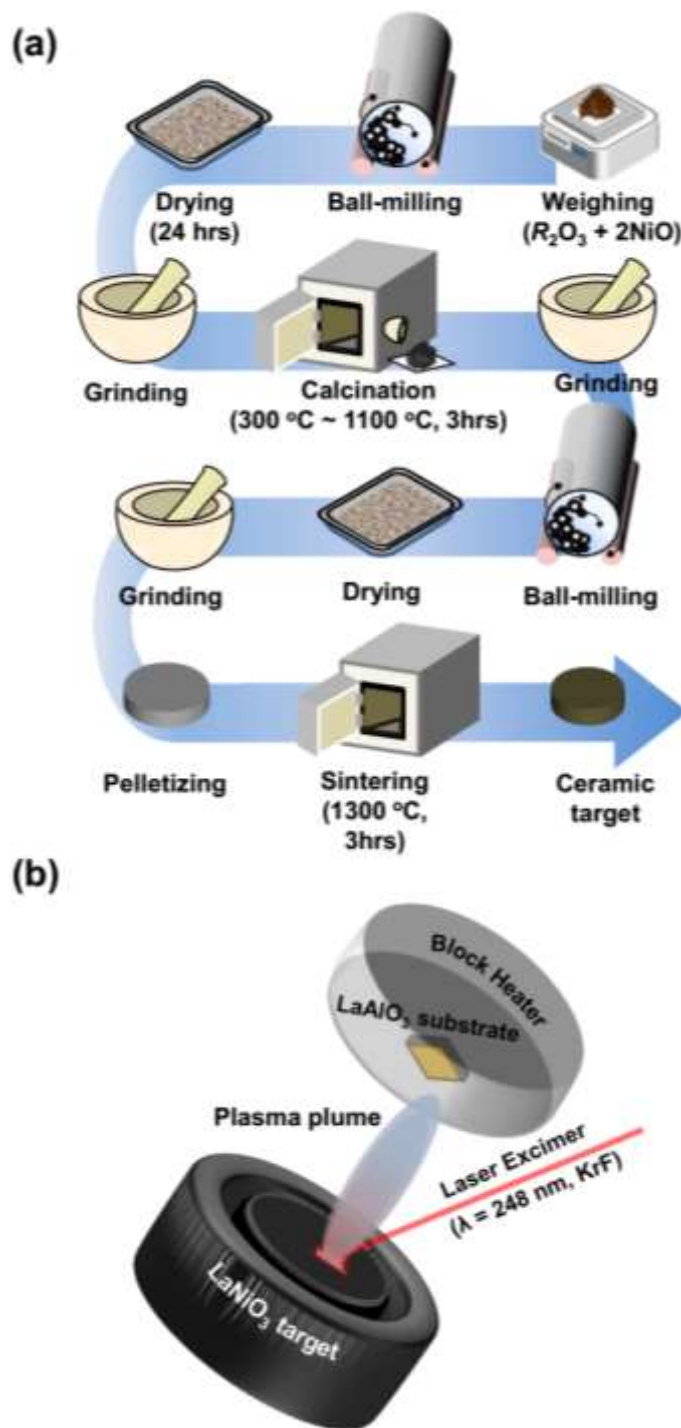 (a)
Drying
(24 hrs)
Ball-milling
Weighing
(R₂O₃ + 2NiO)
Grinding
Calcination
(300 °C ~ 1100 °C, 3hrs)
Grinding
Grinding
Drying
Ball-milling
Pelletizing
Sintering
(1300 °C,
3hrs)
Ceramic
target
(b)
Block Heater
LaAlO₃ substrate
Plasma plume
Laser Excimer
(λ = 248 nm, KrF)
LaNiO₃ target